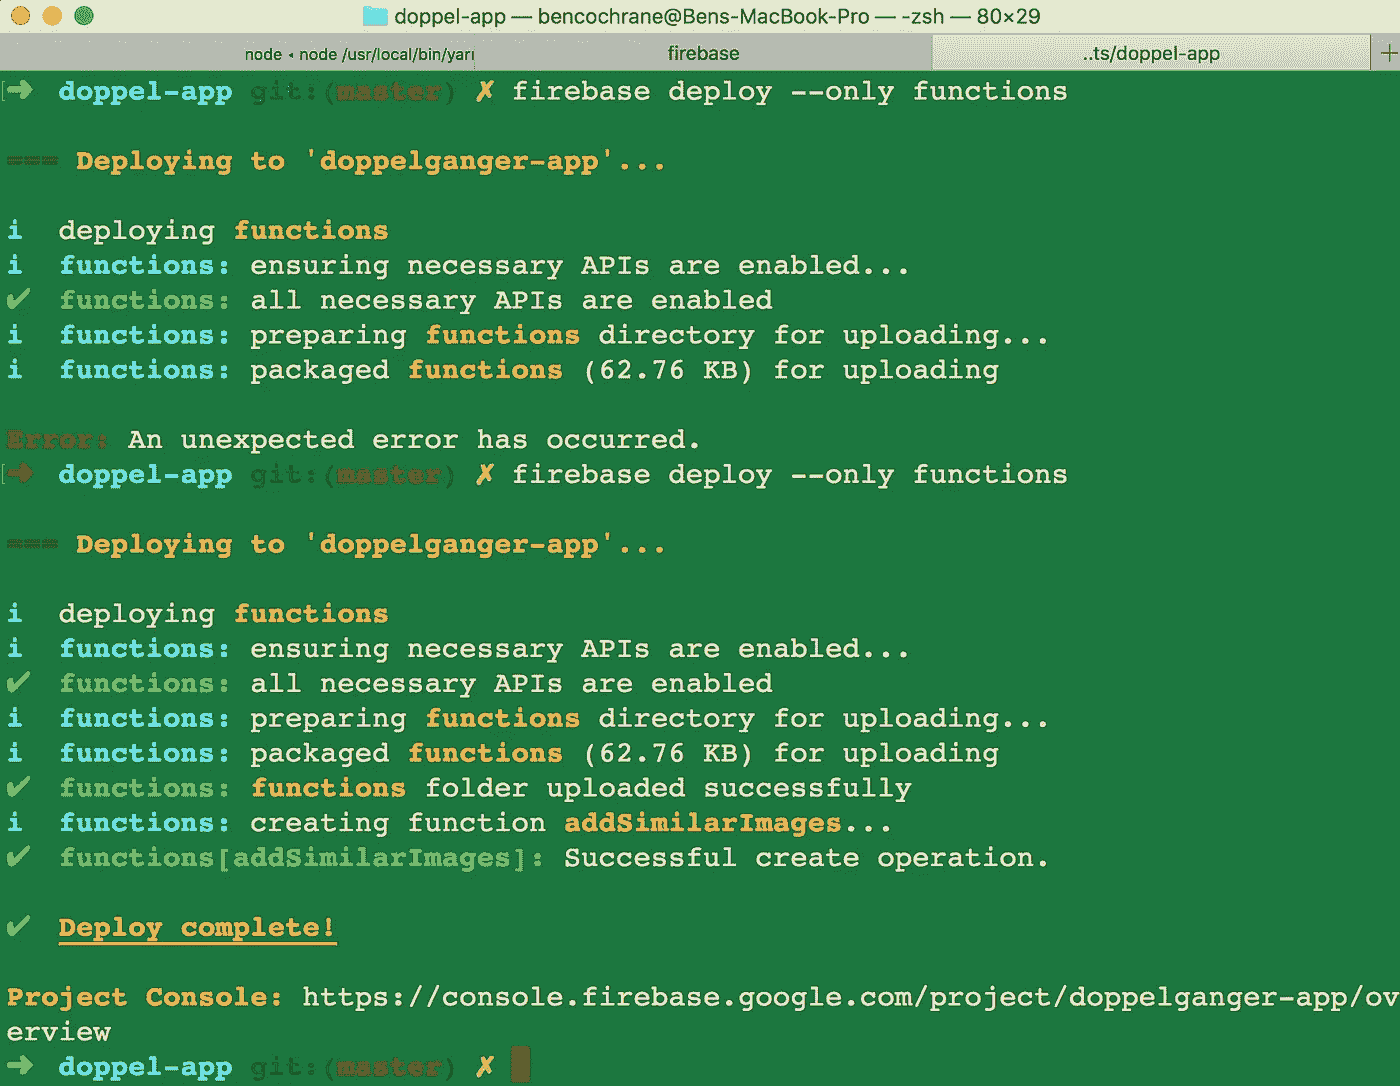 doppel-app — bencochrane@Bens-MacBook-Pro — -zsh — 80×29
node ◂ node /usr/local/bin/yarn firebase ..ts/doppel-app +
[➜ doppel-app git:(master) ✗ firebase deploy --only functions
=== Deploying to 'doppelganger-app'...
i deploying functions
i functions: ensuring necessary APIs are enabled...
✔ functions: all necessary APIs are enabled
i functions: preparing functions directory for uploading...
i functions: packaged functions (62.76 KB) for uploading
Error: An unexpected error has occurred.
[➜ doppel-app git:(master) ✗ firebase deploy --only functions
=== Deploying to 'doppelganger-app'...
i deploying functions
i functions: ensuring necessary APIs are enabled...
✔ functions: all necessary APIs are enabled
i functions: preparing functions directory for uploading...
i functions: packaged functions (62.76 KB) for uploading
✔ functions: functions folder uploaded successfully
i functions: creating function addSimilarImages...
✔ functions[addSimilarImages]: Successful create operation.
✔ Deploy complete!
Project Console: https://console.firebase.google.com/project/doppelganger-app/ov
erview
➜ doppel-app git:(master) ✗